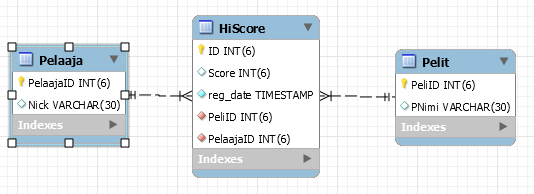 Pelaaja
PelaajaID INT(6)
Nick VARCHAR(30)
Indexes
HiScore
ID INT(6)
Score INT(6)
reg_date TIMESTAMP
PeliID INT(6)
PelaajaID INT(6)
Indexes
Pelit
PeliID INT(6)
PNimi VARCHAR(30)
Indexes